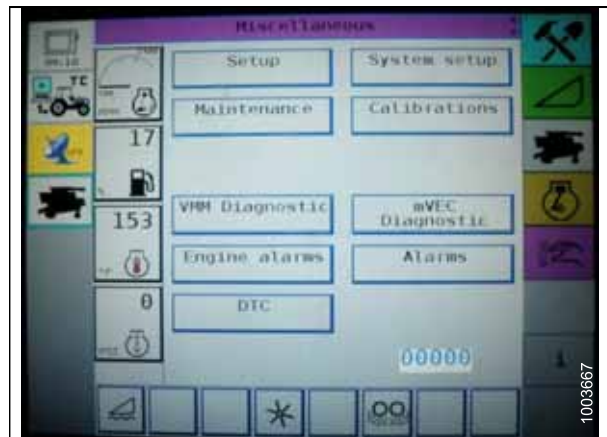 Miscellaneous
TC
Setup
System setup
Maintenance
Calibrations
17
153
VMM Diagnostic
mVEC
Diagnostic
Engine alarms
Alarms
0
DTC
00000
i
1003667